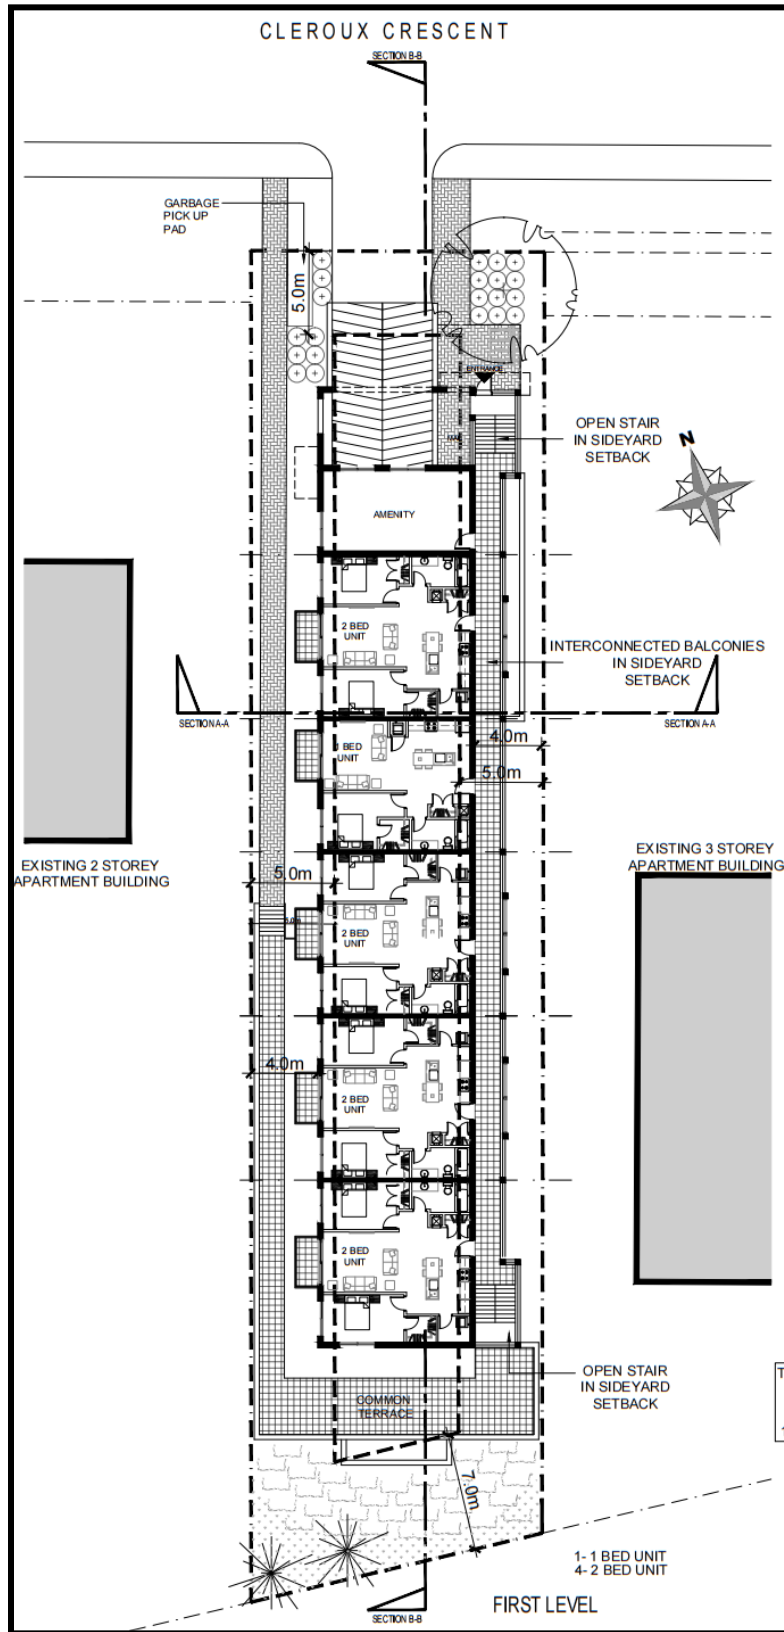 CLEROUX CRESCENT
SECTION B-B
GARBAGE
PICK UP
PAD
5.0m
ENTRANCE
OPEN STAIR
IN SIDEYARD
SETBACK
N
AMENITY
2 BED
UNIT
INTERCONNECTED BALCONIES
IN SIDEYARD
SETBACK
SECTION A-A
SECTION A-A
4.0m
1 BED
UNIT
5.0m
EXISTING 2 STOREY
APARTMENT BUILDING
EXISTING 3 STOREY
APARTMENT BUILDING
5.0m
2 BED
UNIT
4.0m
2 BED
UNIT
2 BED
UNIT
OPEN STAIR
IN SIDEYARD
SETBACK
COMMON
TERRACE
7.0m
1- 1 BED UNIT
4- 2 BED UNIT
FIRST LEVEL
SECTION B-B